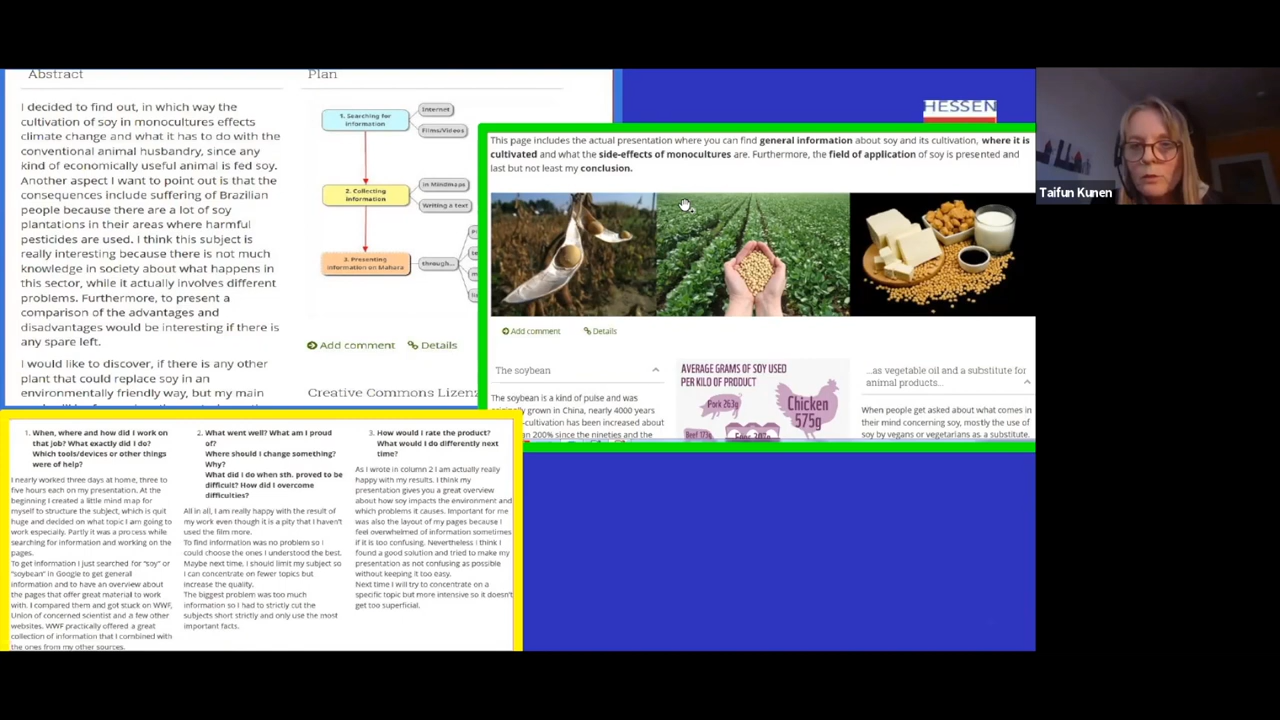 Abstract
I decided to find out, in which way the
cultivation of soy in monocultures effects
climate change and what it has to do with the
conventional animal husbandry, since any
kind of economically useful animal is fed soy.
Another aspect I want to point out is that the
consequences include suffering of Brazilian
people because there are a lot of soy
plantations in their areas where harmful
pesticides are used. I think this subject is
really interesting because there is not much
knowledge in society about what happens in
this sector, while it actually involves different
problems. Furthermore, to present a
comparison of the advantages and
disadvantages would be interesting if there is
any spare left.
I would like to discover, if there is any other
plant that could replace soy in an
environmentally friendly way, but my main
Plan
1. Searching for
information
Internet
Films/Videos
2. Collecting
information
in Mindmaps
Writing a text
3. Presenting
information on Mahara
through...
Add comment
Details
Creative Commons Lizenz
HESSEN
This page includes the actual presentation where you can find general information about soy and its cultivation, where it is
cultivated and what the side-effects of monocultures are. Furthermore, the field of application of soy is presented and
last but not least my conclusion.
Add comment
Details
The soybean
The soybean is a kind of pulse and was
grown in China, nearly 4000 years
cultivation has been increased about
200% since the nineties and the
AVERAGE GRAMS OF SOY USED
PER KILO OF PRODUCT
Pork 263g
Chicken
575g
...as vegetable oil and a substitute for
animal products...
When people get asked about what comes in
their mind concerning soy, mostly the use of
soy by vegans or vegetarians as a substitute.
1. When, where and how did I work on
that job? What exactly did I do?
Which tools/devices or other things
were of help?
I nearly worked three days at home, three to
five hours each on my presentation. At the
beginning I created a little mind map for
myself to structure the subject, which is quit
huge and decided on what topic I am going to
work especially. Partly it was a process while
searching for information and working on the
pages.
To get information I just searched for "soy" or
"soybean" in Google to get general
information and to have an overview about
the pages that offer great material to work
with. I compared them and got stuck on WWF,
Union of concerned scientist and a few other
websites. WWF practically offered a great
collection of information that I combined with
the ones from my other sources.
2. What went well? What am I proud
of?
Where should I change something?
Why?
What did I do when sth. proved to be
difficult? How did I overcome
difficulties?
All in all, I am really happy with the result of
my work even though it is a pity that I haven't
used the film more.
To find information was no problem so I
could choose the ones I understood the best.
Maybe next time, I should limit my subject so
I can concentrate on fewer topics but
increase the quality.
The biggest problem was too much
information so I had to strictly cut the
subjects short strictly and only use the most
important facts.
3. How would I rate the product?
What would I do differently next
time?
As I wrote in column 2 I am actually really
happy with my results. I think my
presentation gives you a great overview
about how soy impacts the environment and
which problems it causes. Important for me
was also the layout of my pages because I
feel overwhelmed of information sometimes
if it is too confusing. Nevertheless I think I
found a good solution and tried to make my
presentation as not confusing as possible
without keeping it too easy.
Next time I will try to concentrate on a
specific topic but more intensive so it doesn't
get too superficial.
Taifun Kunen